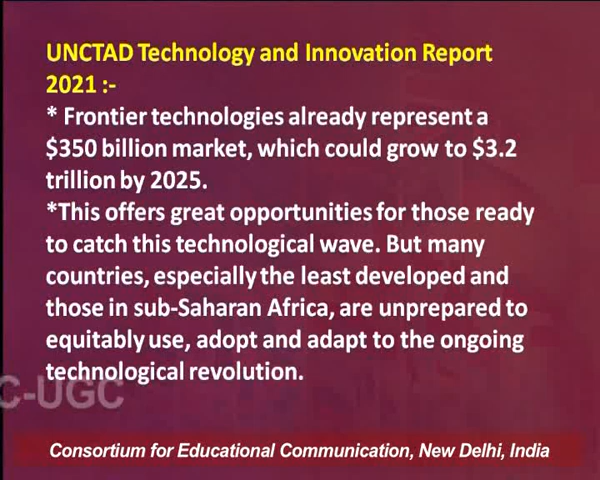 UNCTAD Technology and Innovation Report
2021 :-
* Frontier technologies already represent a
$350 billion market, which could grow to $3.2
trillion by 2025.
*This offers great opportunities for those ready
to catch this technological wave. But many
countries, especially the least developed and
those in sub-Saharan Africa, are unprepared to
equitably use, adopt and adapt to the ongoing
technological revolution.
C-UGC
Consortium for Educational Communication, New Delhi, India